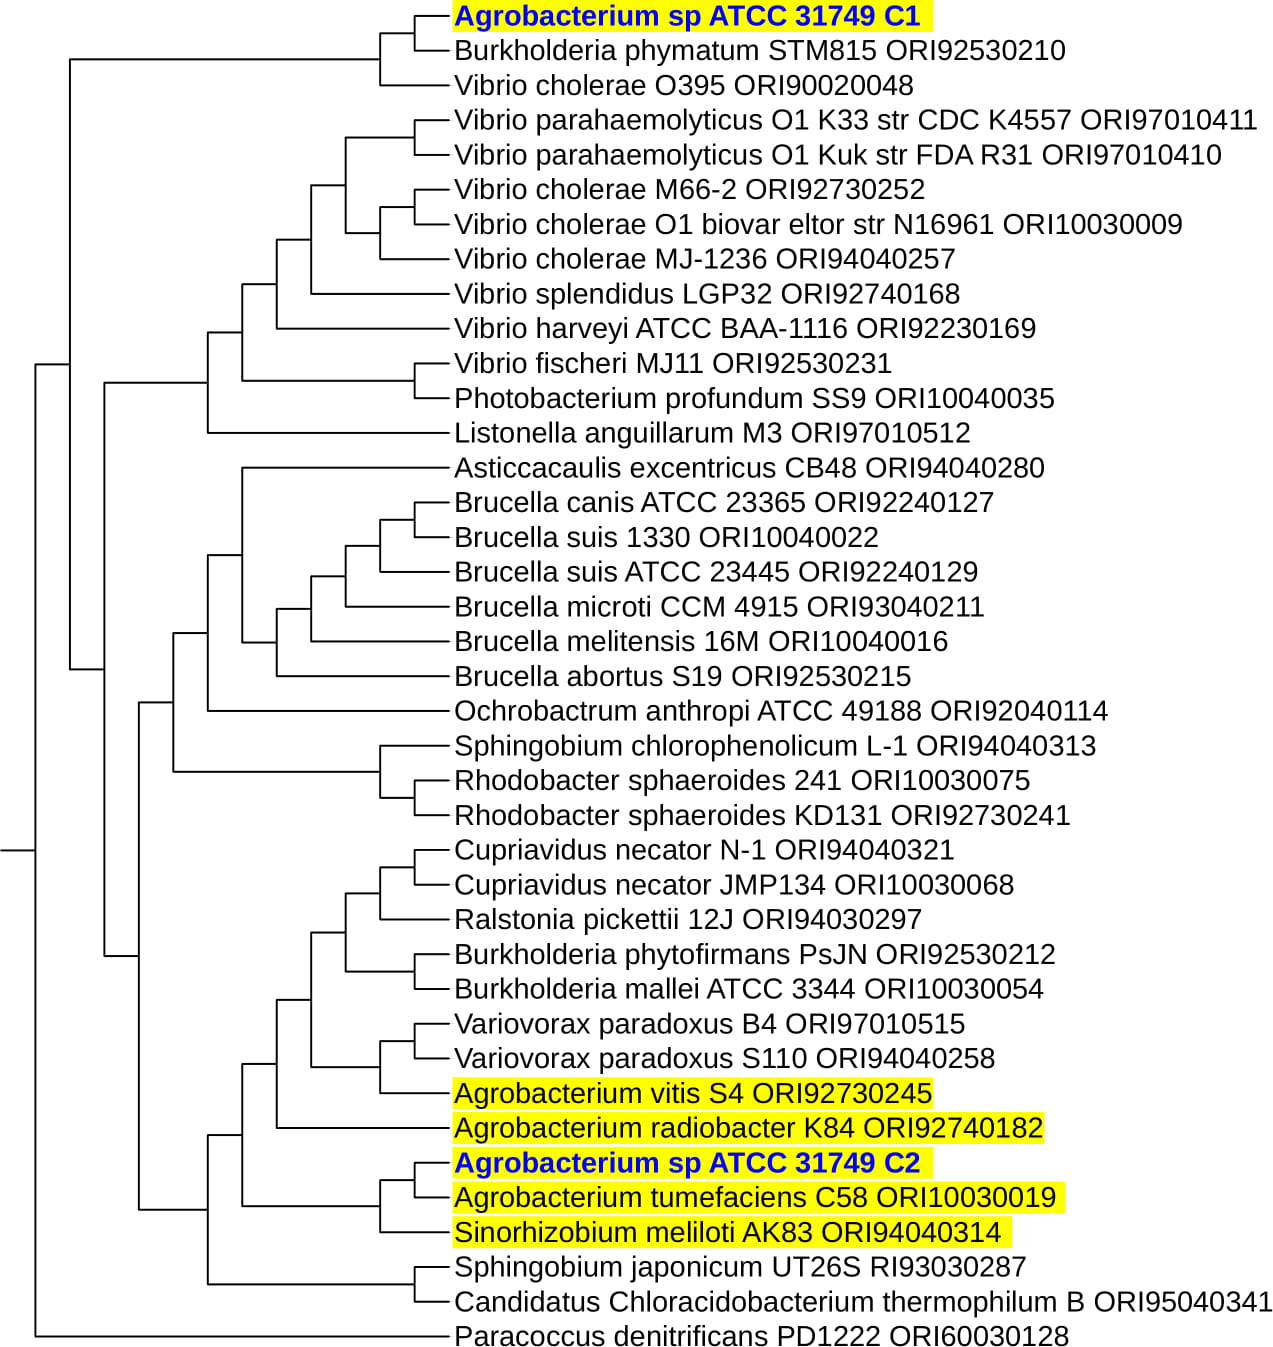 Agrobacterium sp ATCC 31749 C1
Burkholderia phymatum STM815 ORI92530210
Vibrio cholerae O395 ORI90020048
Vibrio parahaemolyticus O1 K33 str CDC K4557 ORI97010411
Vibrio parahaemolyticus O1 Kuk str FDA R31 ORI97010410
Vibrio cholerae M66-2 ORI92730252
Vibrio cholerae O1 biovar eltor str N16961 ORI10030009
Vibrio cholerae MJ-1236 ORI94040257
Vibrio splendidus LGP32 ORI92740168
Vibrio harveyi ATCC BAA-1116 ORI92230169
Vibrio fischeri MJ11 ORI92530231
Photobacterium profundum SS9 ORI10040035
Listonella anguillarum M3 ORI97010512
Asticcacaulis excentricus CB48 ORI94040280
Brucella canis ATCC 23365 ORI92240127
Brucella suis 1330 ORI10040022
Brucella suis ATCC 23445 ORI92240129
Brucella microti CCM 4915 ORI93040211
Brucella melitensis 16M ORI10040016
Brucella abortus S19 ORI92530215
Ochrobactrum anthropi ATCC 49188 ORI92040114
Sphingobium chlorophenolicum L-1 ORI94040313
Rhodobacter sphaeroides 241 ORI10030075
Rhodobacter sphaeroides KD131 ORI92730241
Cupriavidus necator N-1 ORI94040321
Cupriavidus necator JMP134 ORI10030068
Ralstonia pickettii 12J ORI94030297
Burkholderia phytofirmans PsJN ORI92530212
Burkholderia mallei ATCC 3344 ORI10030054
Variovorax paradoxus B4 ORI97010515
Variovorax paradoxus S110 ORI94040258
Agrobacterium vitis S4 ORI92730245
Agrobacterium radiobacter K84 ORI92740182
Agrobacterium sp ATCC 31749 C2
Agrobacterium tumefaciens C58 ORI10030019
Sinorhizobium meliloti AK83 ORI94040314
Sphingobium japonicum UT26S RI93030287
Candidatus Chloracidobacterium thermophilum B ORI95040341
Paracoccus denitrificans PD1222 ORI60030128